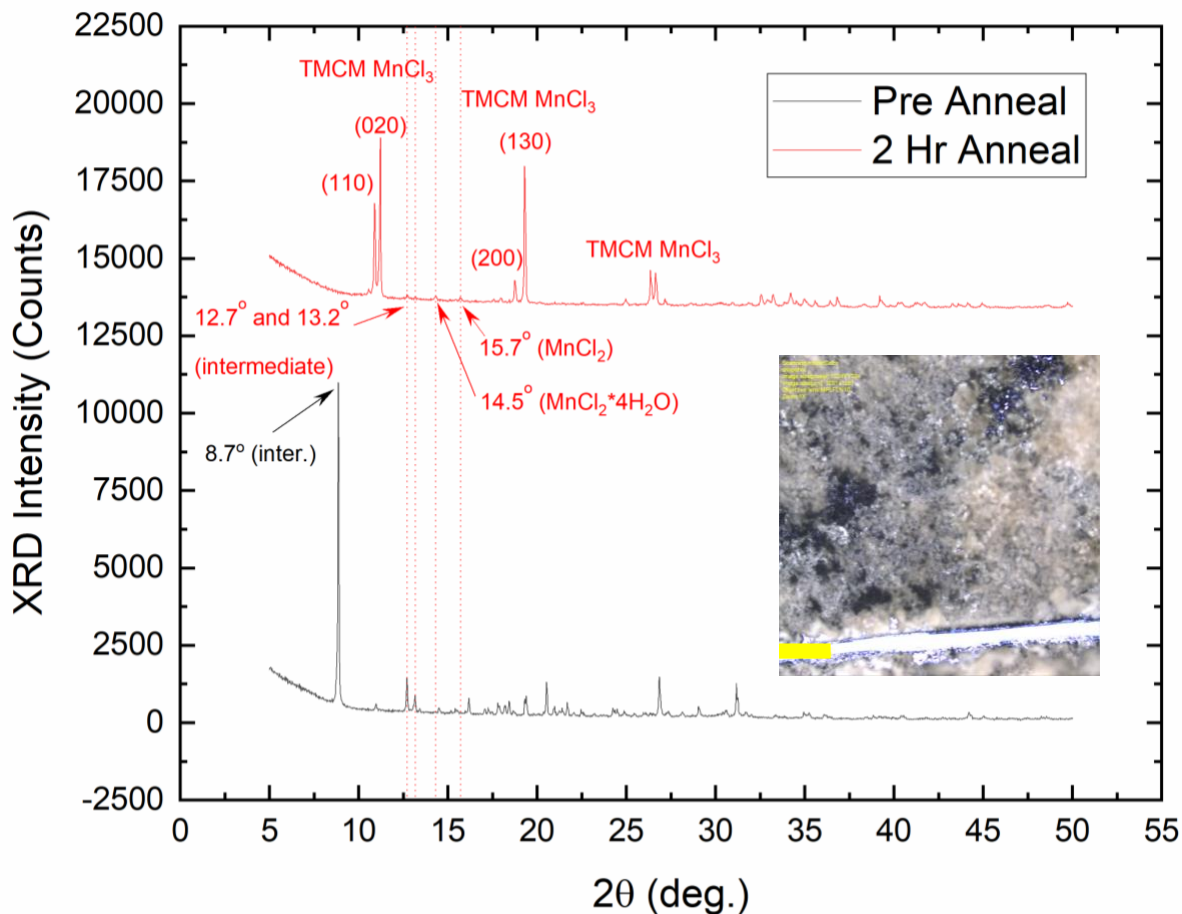 22500
20000
17500
15000
12500
10000
7500
5000
2500
0
-2500
XRD Intensity (Counts)
TMCM MnCl₃
TMCM MnCl₃
(020)
(130)
(110)
(200)
TMCM MnCl₃
Pre Anneal
2 Hr Anneal
12.7° and 13.2°
(intermediate)
15.7° (MnCl₂)
14.5° (MnCl₂*4H₂O)
8.7° (inter.)
0 5 10 15 20 25 30 35 40 45 50 55
2θ (deg.)